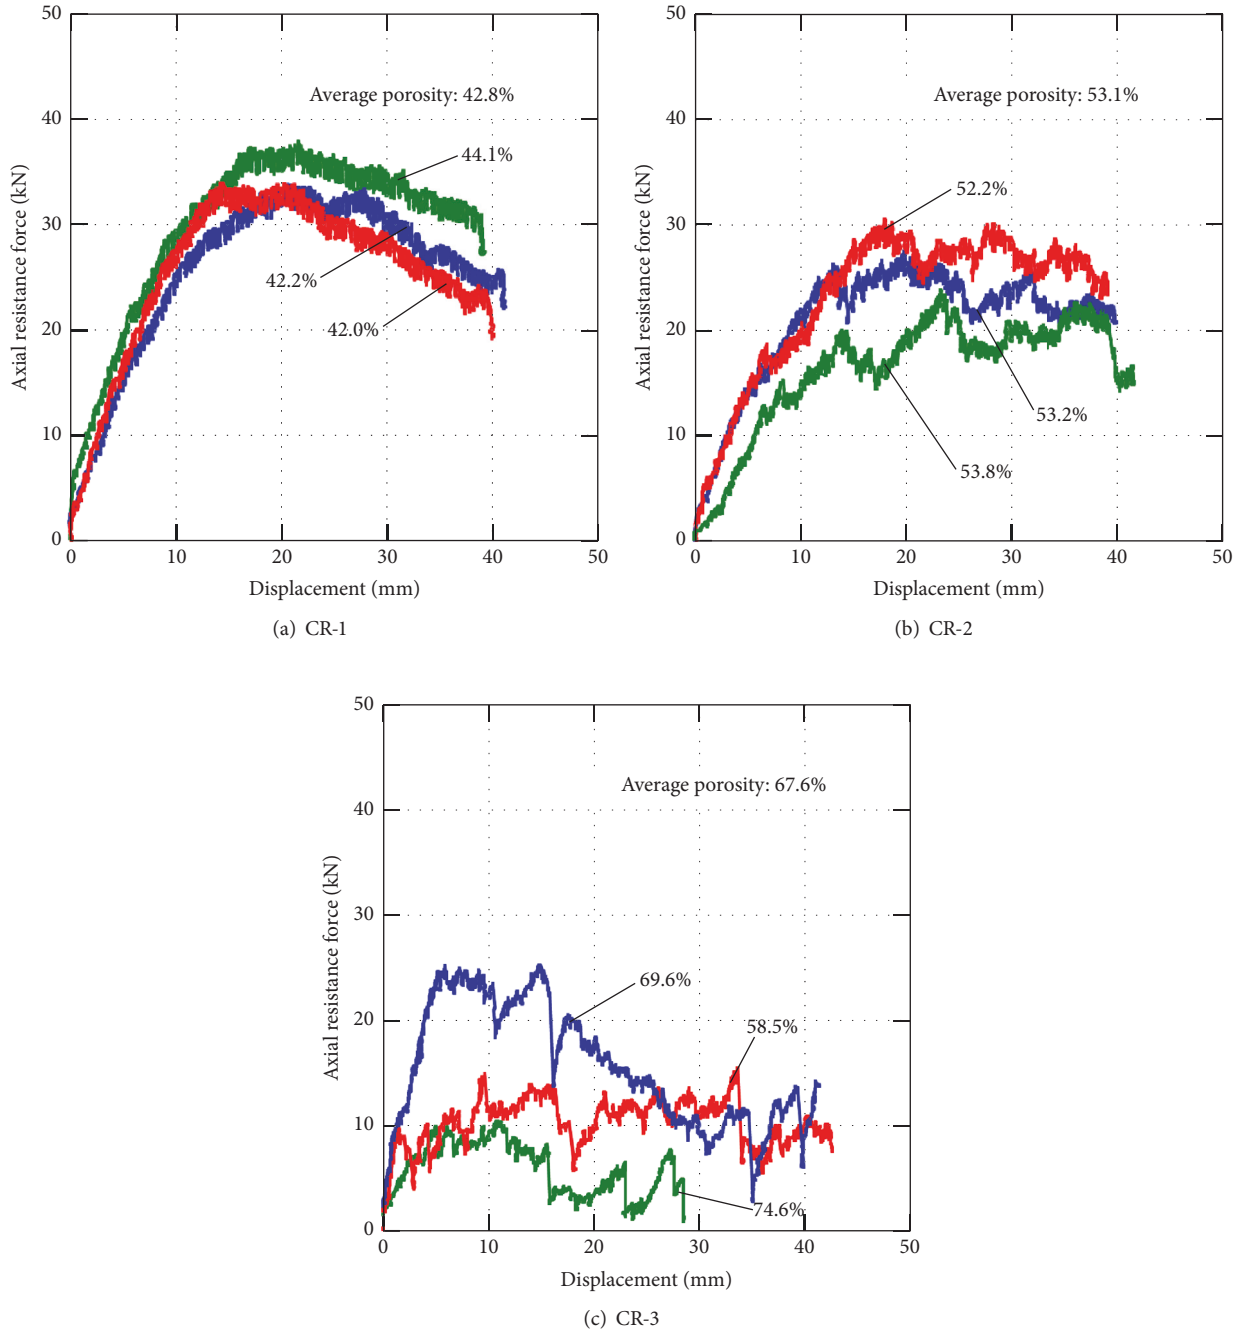 50
40
30
20
10
0
Axial resistance force (kN)
Average porosity: 42.8%
44.1%
42.2%
42.0%
0 10 20 30 40 50
Displacement (mm)
(a) CR-1
50
40
30
20
10
0
Axial resistance force (kN)
Average porosity: 53.1%
52.2%
53.2%
53.8%
0 10 20 30 40 50
Displacement (mm)
(b) CR-2
50
40
30
20
10
0
Axial resistance force (kN)
Average porosity: 67.6%
69.6%
58.5%
74.6%
0 10 20 30 40 50
Displacement (mm)
(c) CR-3